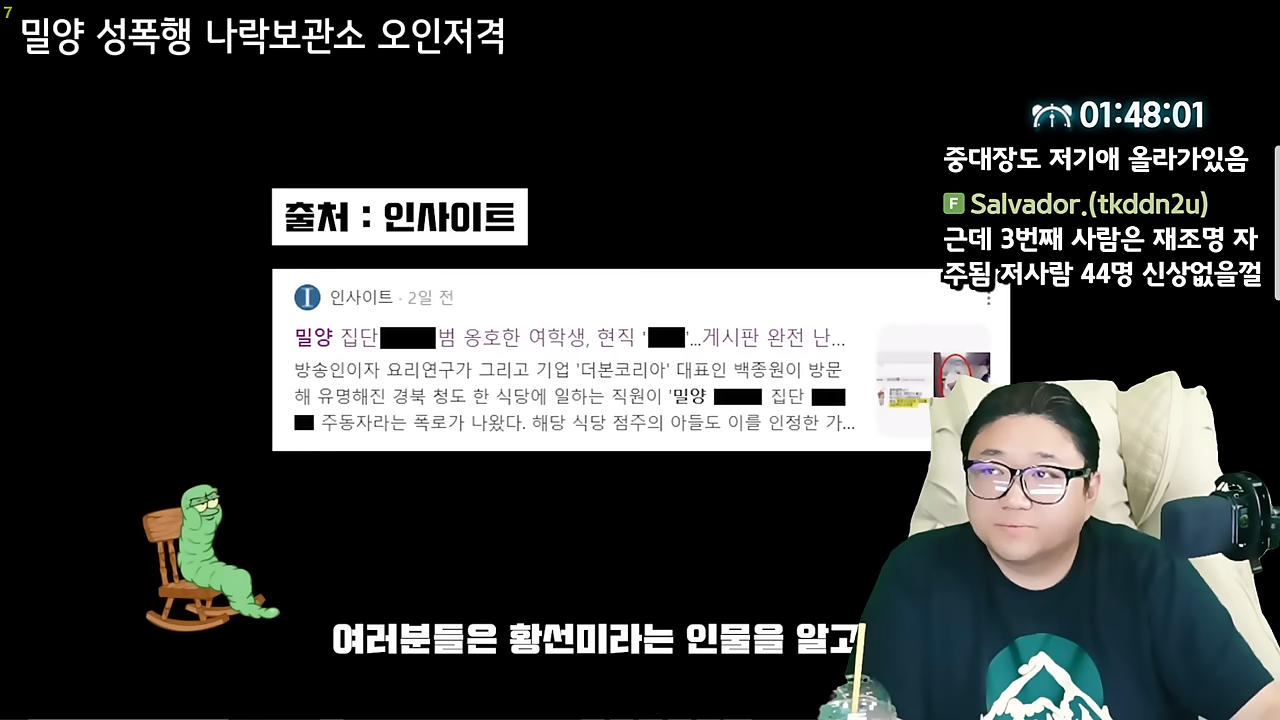 7
밀양 성폭행 나락보관소 오인저격
01:48:01
중대장도 저기애 올라가있음
F Salvador.(tkddn2u)
근데 3번째 사람은 재조명 자
주됨 저사람 44명 신상없을껄
출처 : 인사이트
I 인사이트 · 2일 전
밀양 집단 범 옹호한 여학생, 현직 ' '...게시판 완전 난...
방송인이자 요리연구가 그리고 기업 '더본코리아' 대표인 백종원이 방문
해 유명해진 경북 청도 한 식당에 일하는 직원이 '밀양 집단
주동자라는 폭로가 나왔다. 해당 식당 점주의 아들도 이를 인정한 가...
여러분들은 황선미라는 인물을 알고